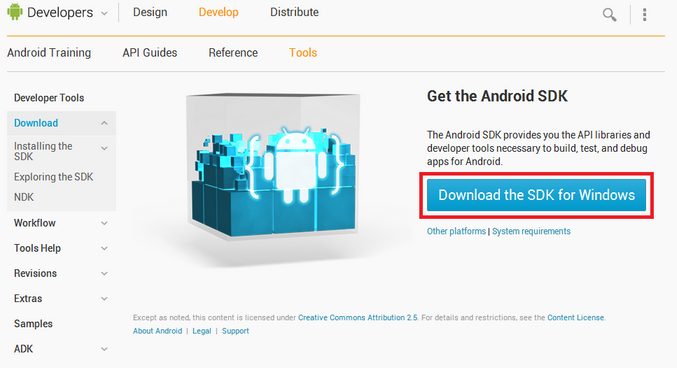 Developers
Design
Develop
Distribute
Android Training
API Guides
Reference
Tools
Developer Tools
Download
Installing the
SDK
Exploring the SDK
NDK
Workflow
Tools Help
Revisions
Extras
Samples
ADK
Get the Android SDK
The Android SDK provides you the API libraries and
developer tools necessary to build, test, and debug
apps for Android.
Download the SDK for Windows
Other platforms | System requirements
Except as noted, this content is licensed under Creative Commons Attribution 2.5. For details and restrictions, see the Content License.
About Android | Legal | Support